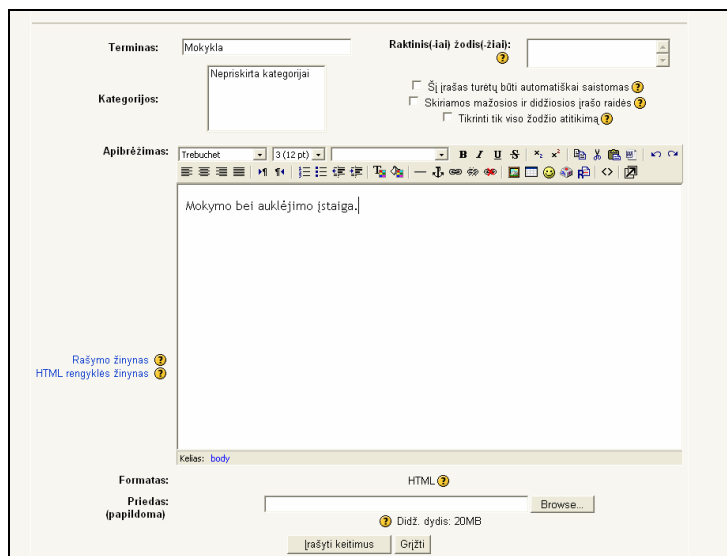 Terminas: Mokykla Raktinis(-iai) žodis(-žiai):
Kategorijos: Nepriskirta kategorijai
Šį įrašas turėtų būti automatiškai saistomas
Skiriamos mažosios ir didžiosios įrašo raidės
Tikrinti tik viso žodžio atitikimą
Apibrėžimas: Trebuchet 3 (12 pt) B I U S
Mokymo bei auklėjimo įstaiga.
Rašymo žinynas
HTML rengyklės žinynas
Kelias: body
Formatas: HTML
Priedas:
(papildoma) Browse...
Didž. dydis: 20MB
Įrašyti keitimus Grįžti